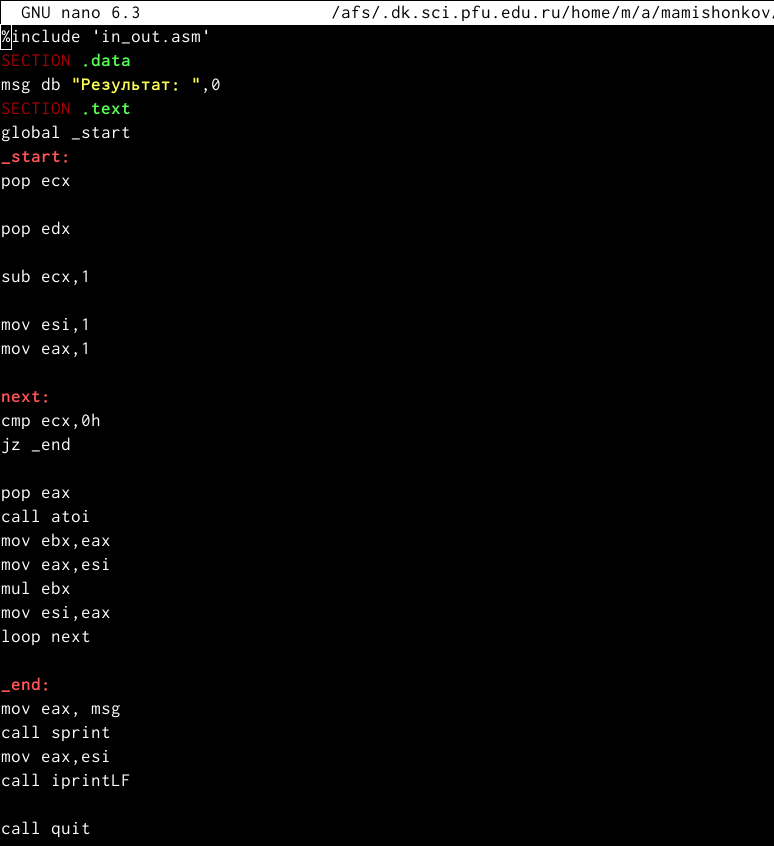 GNU nano 6.3 /afs/.dk.sci.pfu.edu.ru/home/m/a/mamishonkov/
%include 'in_out.asm'
SECTION .data
msg db "Результат: ",0
SECTION .text
global _start
_start:
pop ecx
pop edx
sub ecx,1
mov esi,1
mov eax,1
next:
cmp ecx,0h
jz _end
pop eax
call atoi
mov ebx,eax
mov eax,esi
mul ebx
mov esi,eax
loop next
_end:
mov eax, msg
call sprint
mov eax,esi
call iprintLF
call quit